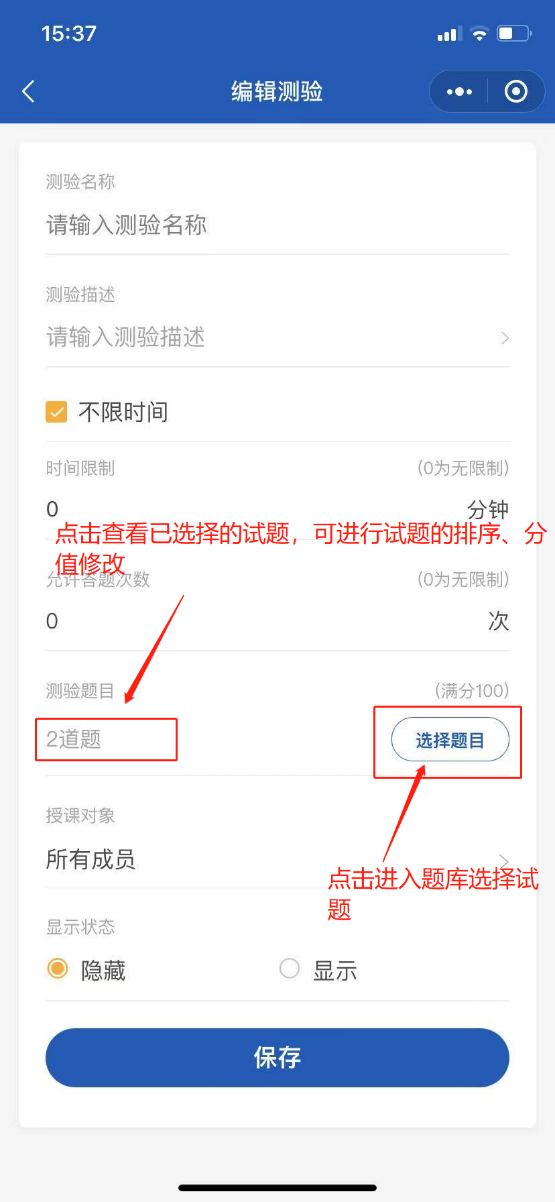 15:37
编辑测验
测验名称
请输入测验名称
测验描述
请输入测验描述
不限时间
时间限制 (0为无限制)
0 分钟
点击查看已选择的试题，可进行试题的排序、分
值修改
允许答题次数 (0为无限制)
0 次
测验题目 (满分100)
2道题 选择题目
授课对象
所有成员
点击进入题库选择试
题
显示状态
隐藏 显示
保存